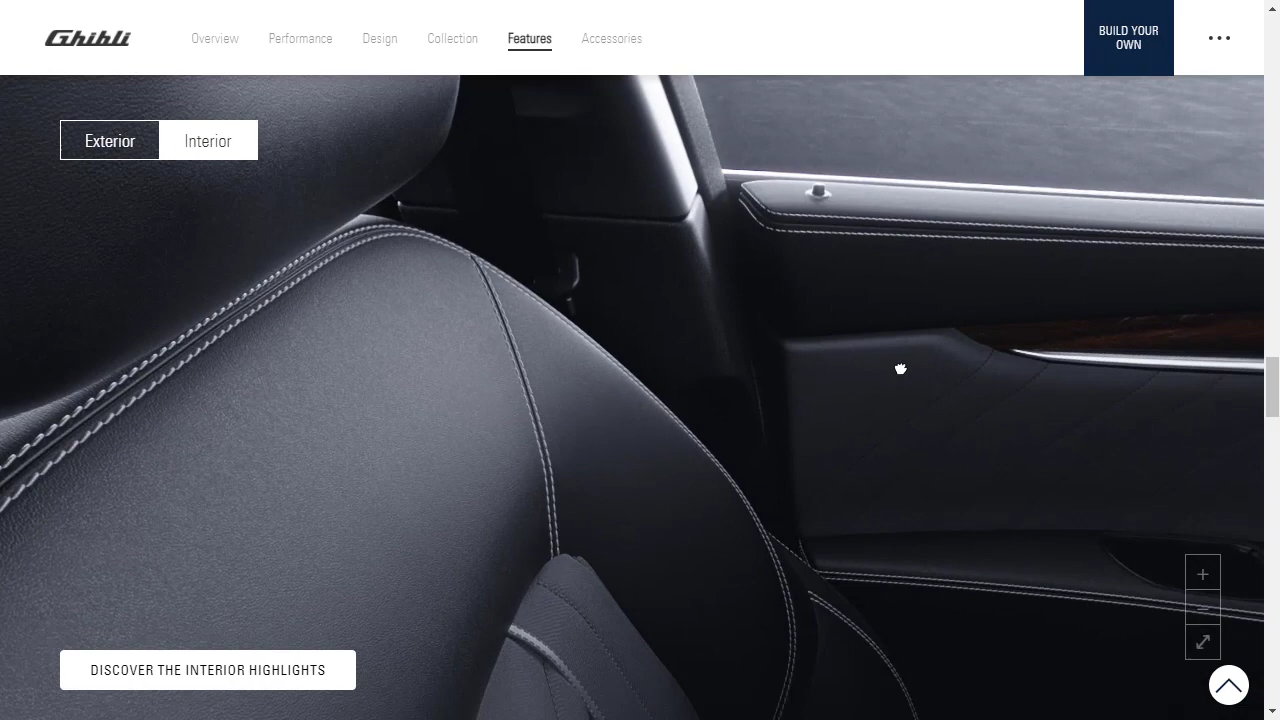 Ghibli
Overview
Performance
Design
Collection
Features
Accessories
BUILD YOUR
OWN
Exterior
Interior
DISCOVER THE INTERIOR HIGHLIGHTS